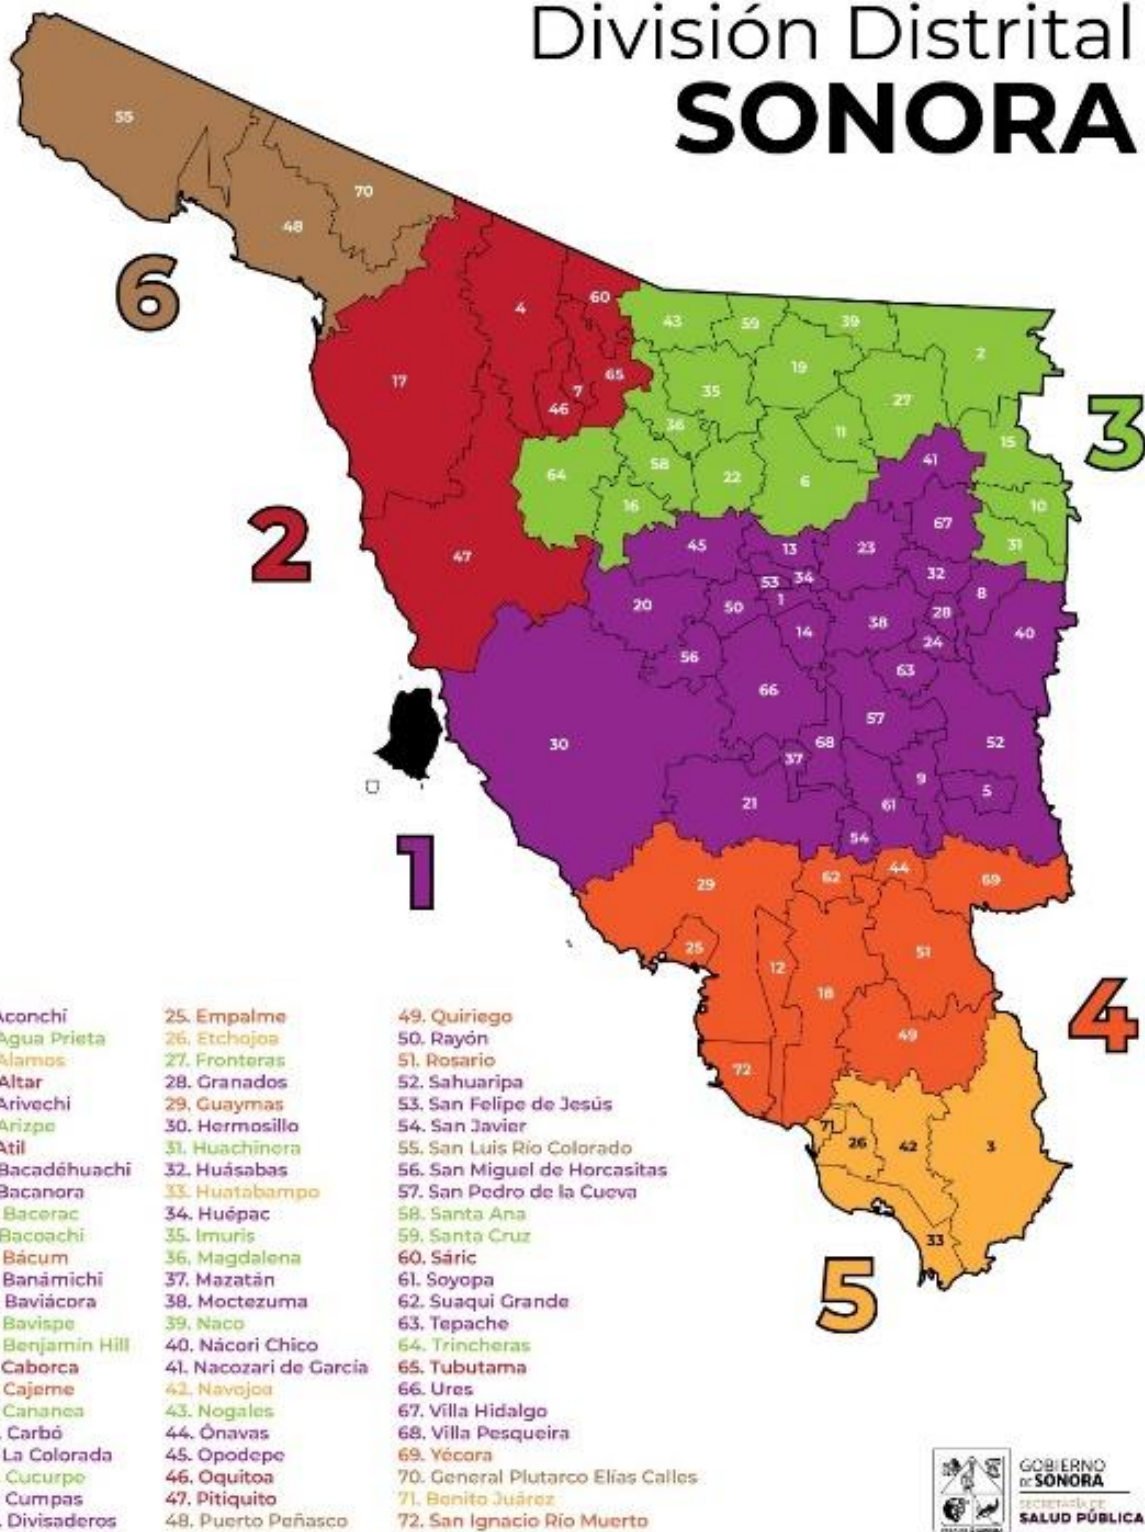 División Distrital
SONORA
55
70
48
6
60
4
43
59
39
2
17
65
7
46
35
19
27
3
36
11
15
64
58
22
6
41
16
10
67
2
47
45
13
23
31
53
34
32
8
20
50
1
28
14
38
24
40
56
63
66
57
30
68
52
37
9
5
21
61
54
1
29
62
44
69
25
12
51
18
4
49
72
71
26
42
3
33
5
Aconchi
Agua Prieta
Alamos
Altar
Arivechi
Arizpe
Atil
Bacadéhuachi
Bacanora
Bacerac
Bacoachi
Bácum
Banámichi
Baviácora
Bavispe
Benjamín Hill
Caborca
Cajeme
Cananea
Carbó
La Colorada
Cucurpe
Cumpas
Divisaderos
25. Empalme
26. Etchojoa
27. Fronteras
28. Granados
29. Guaymas
30. Hermosillo
31. Huachinera
32. Huásabas
33. Huatabampo
34. Huépac
35. Imuris
36. Magdalena
37. Mazatán
38. Moctezuma
39. Naco
40. Nácori Chico
41. Nacozari de García
42. Navojoa
43. Nogales
44. Ónavas
45. Opodepe
46. Oquitoa
47. Pitiquito
48. Puerto Peñasco
49. Quiriego
50. Rayón
51. Rosario
52. Sahuaripa
53. San Felipe de Jesús
54. San Javier
55. San Luis Río Colorado
56. San Miguel de Horcasitas
57. San Pedro de la Cueva
58. Santa Ana
59. Santa Cruz
60. Sáric
61. Soyopa
62. Suaqui Grande
63. Tepache
64. Trincheras
65. Tubutama
66. Ures
67. Villa Hidalgo
68. Villa Pesqueira
69. Yécora
70. General Plutarco Elías Calles
71. Benito Juárez
72. San Ignacio Río Muerto
GOBIERNO
DE SONORA
SECRETARÍA DE
SALUD PÚBLICA